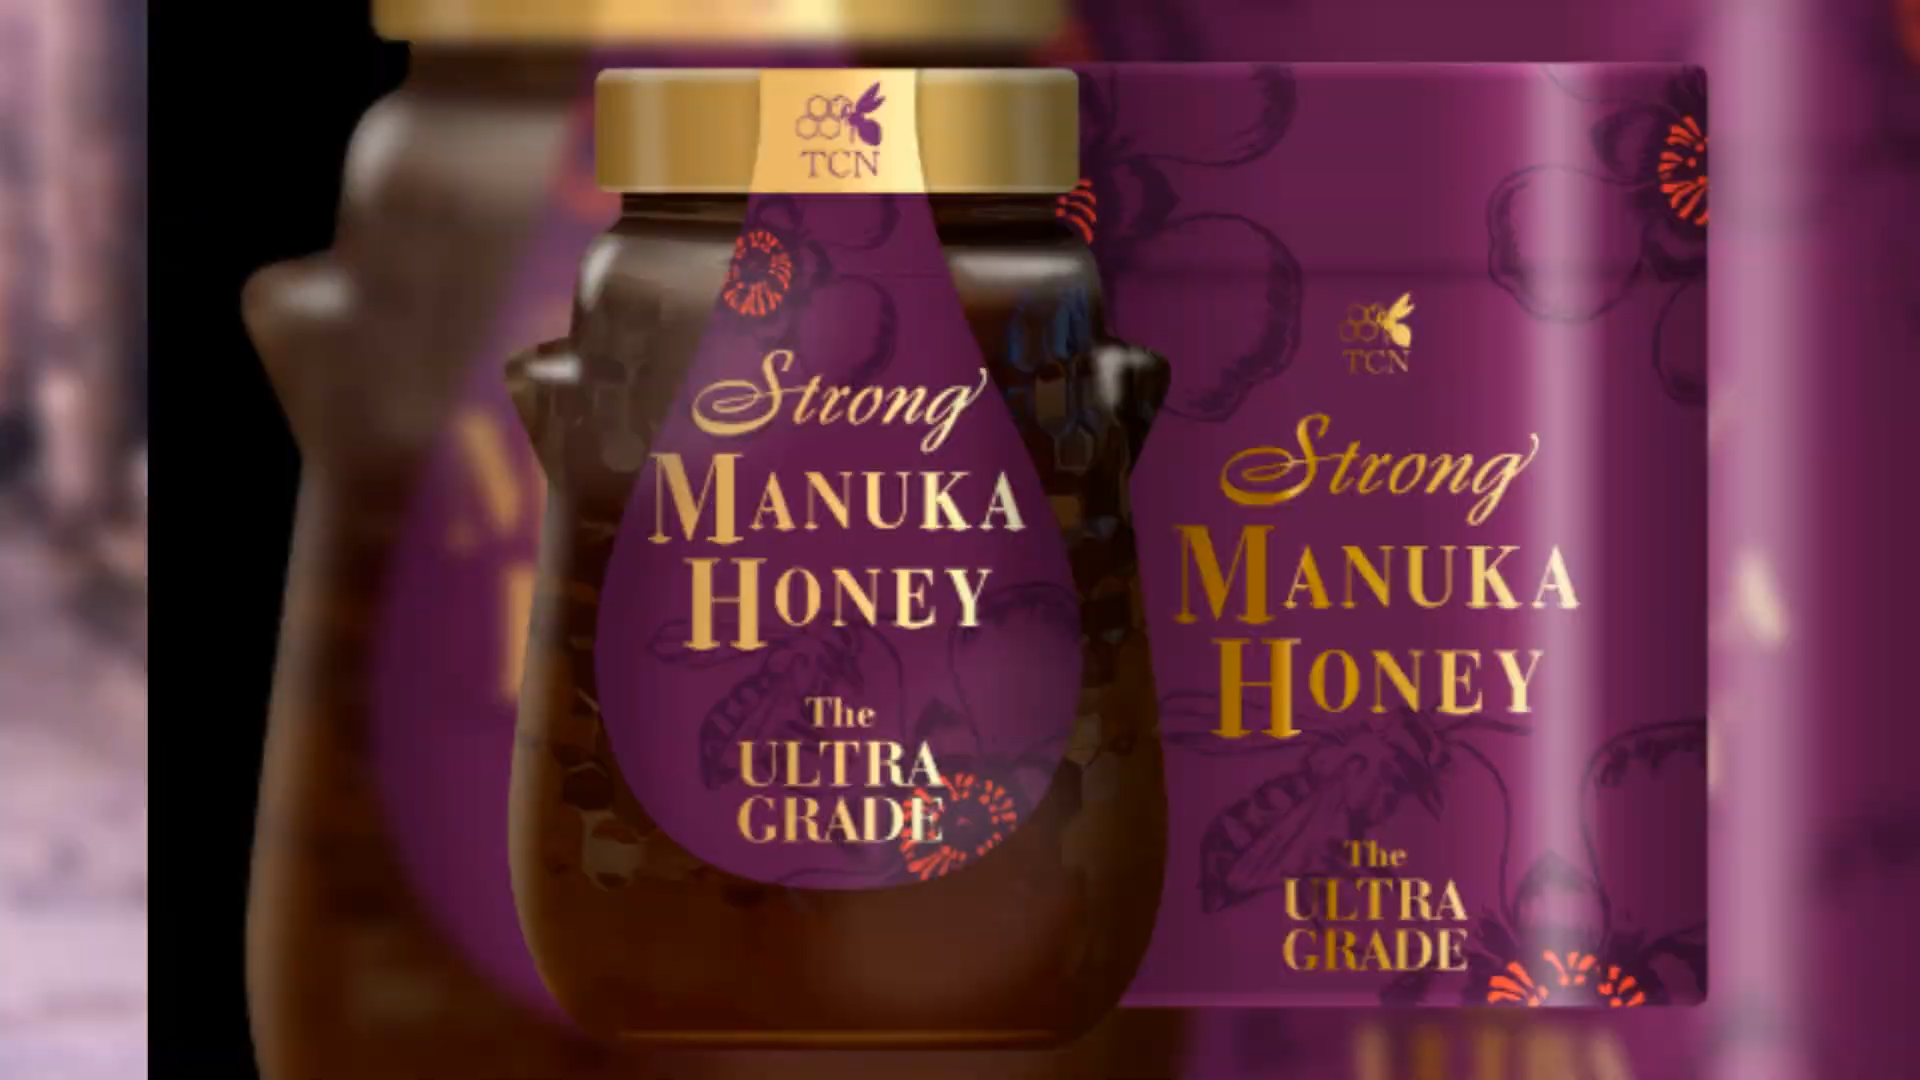 TCN
Strong
MANUKA
HONEY
The
ULTRA
GRADE
TCN
Strong
MANUKA
HONEY
The
ULTRA
GRADE